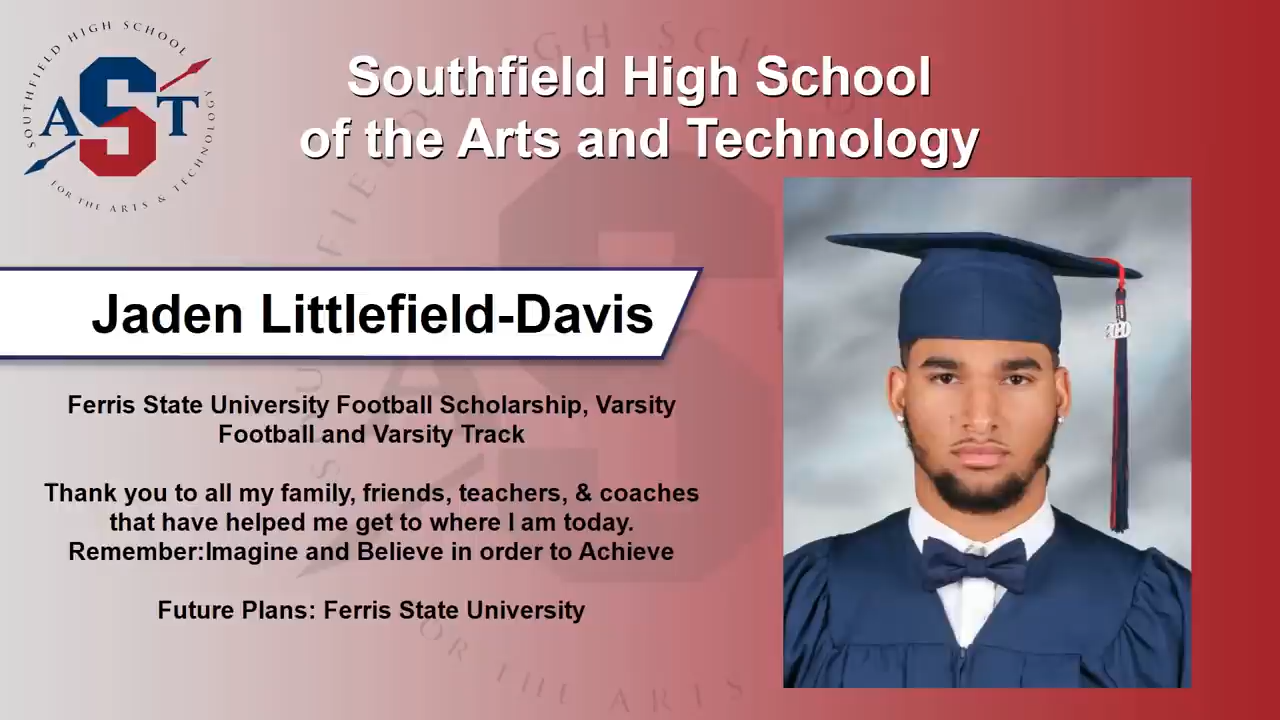 SOUTHFIELD HIGH SCHOOL
AST
FOR THE ARTS & TECHNOLOGY
Southfield High School
of the Arts and Technology
Jaden Littlefield-Davis
Ferris State University Football Scholarship, Varsity
Football and Varsity Track
Thank you to all my family, friends, teachers, & coaches
that have helped me get to where I am today.
Remember:Imagine and Believe in order to Achieve
Future Plans: Ferris State University